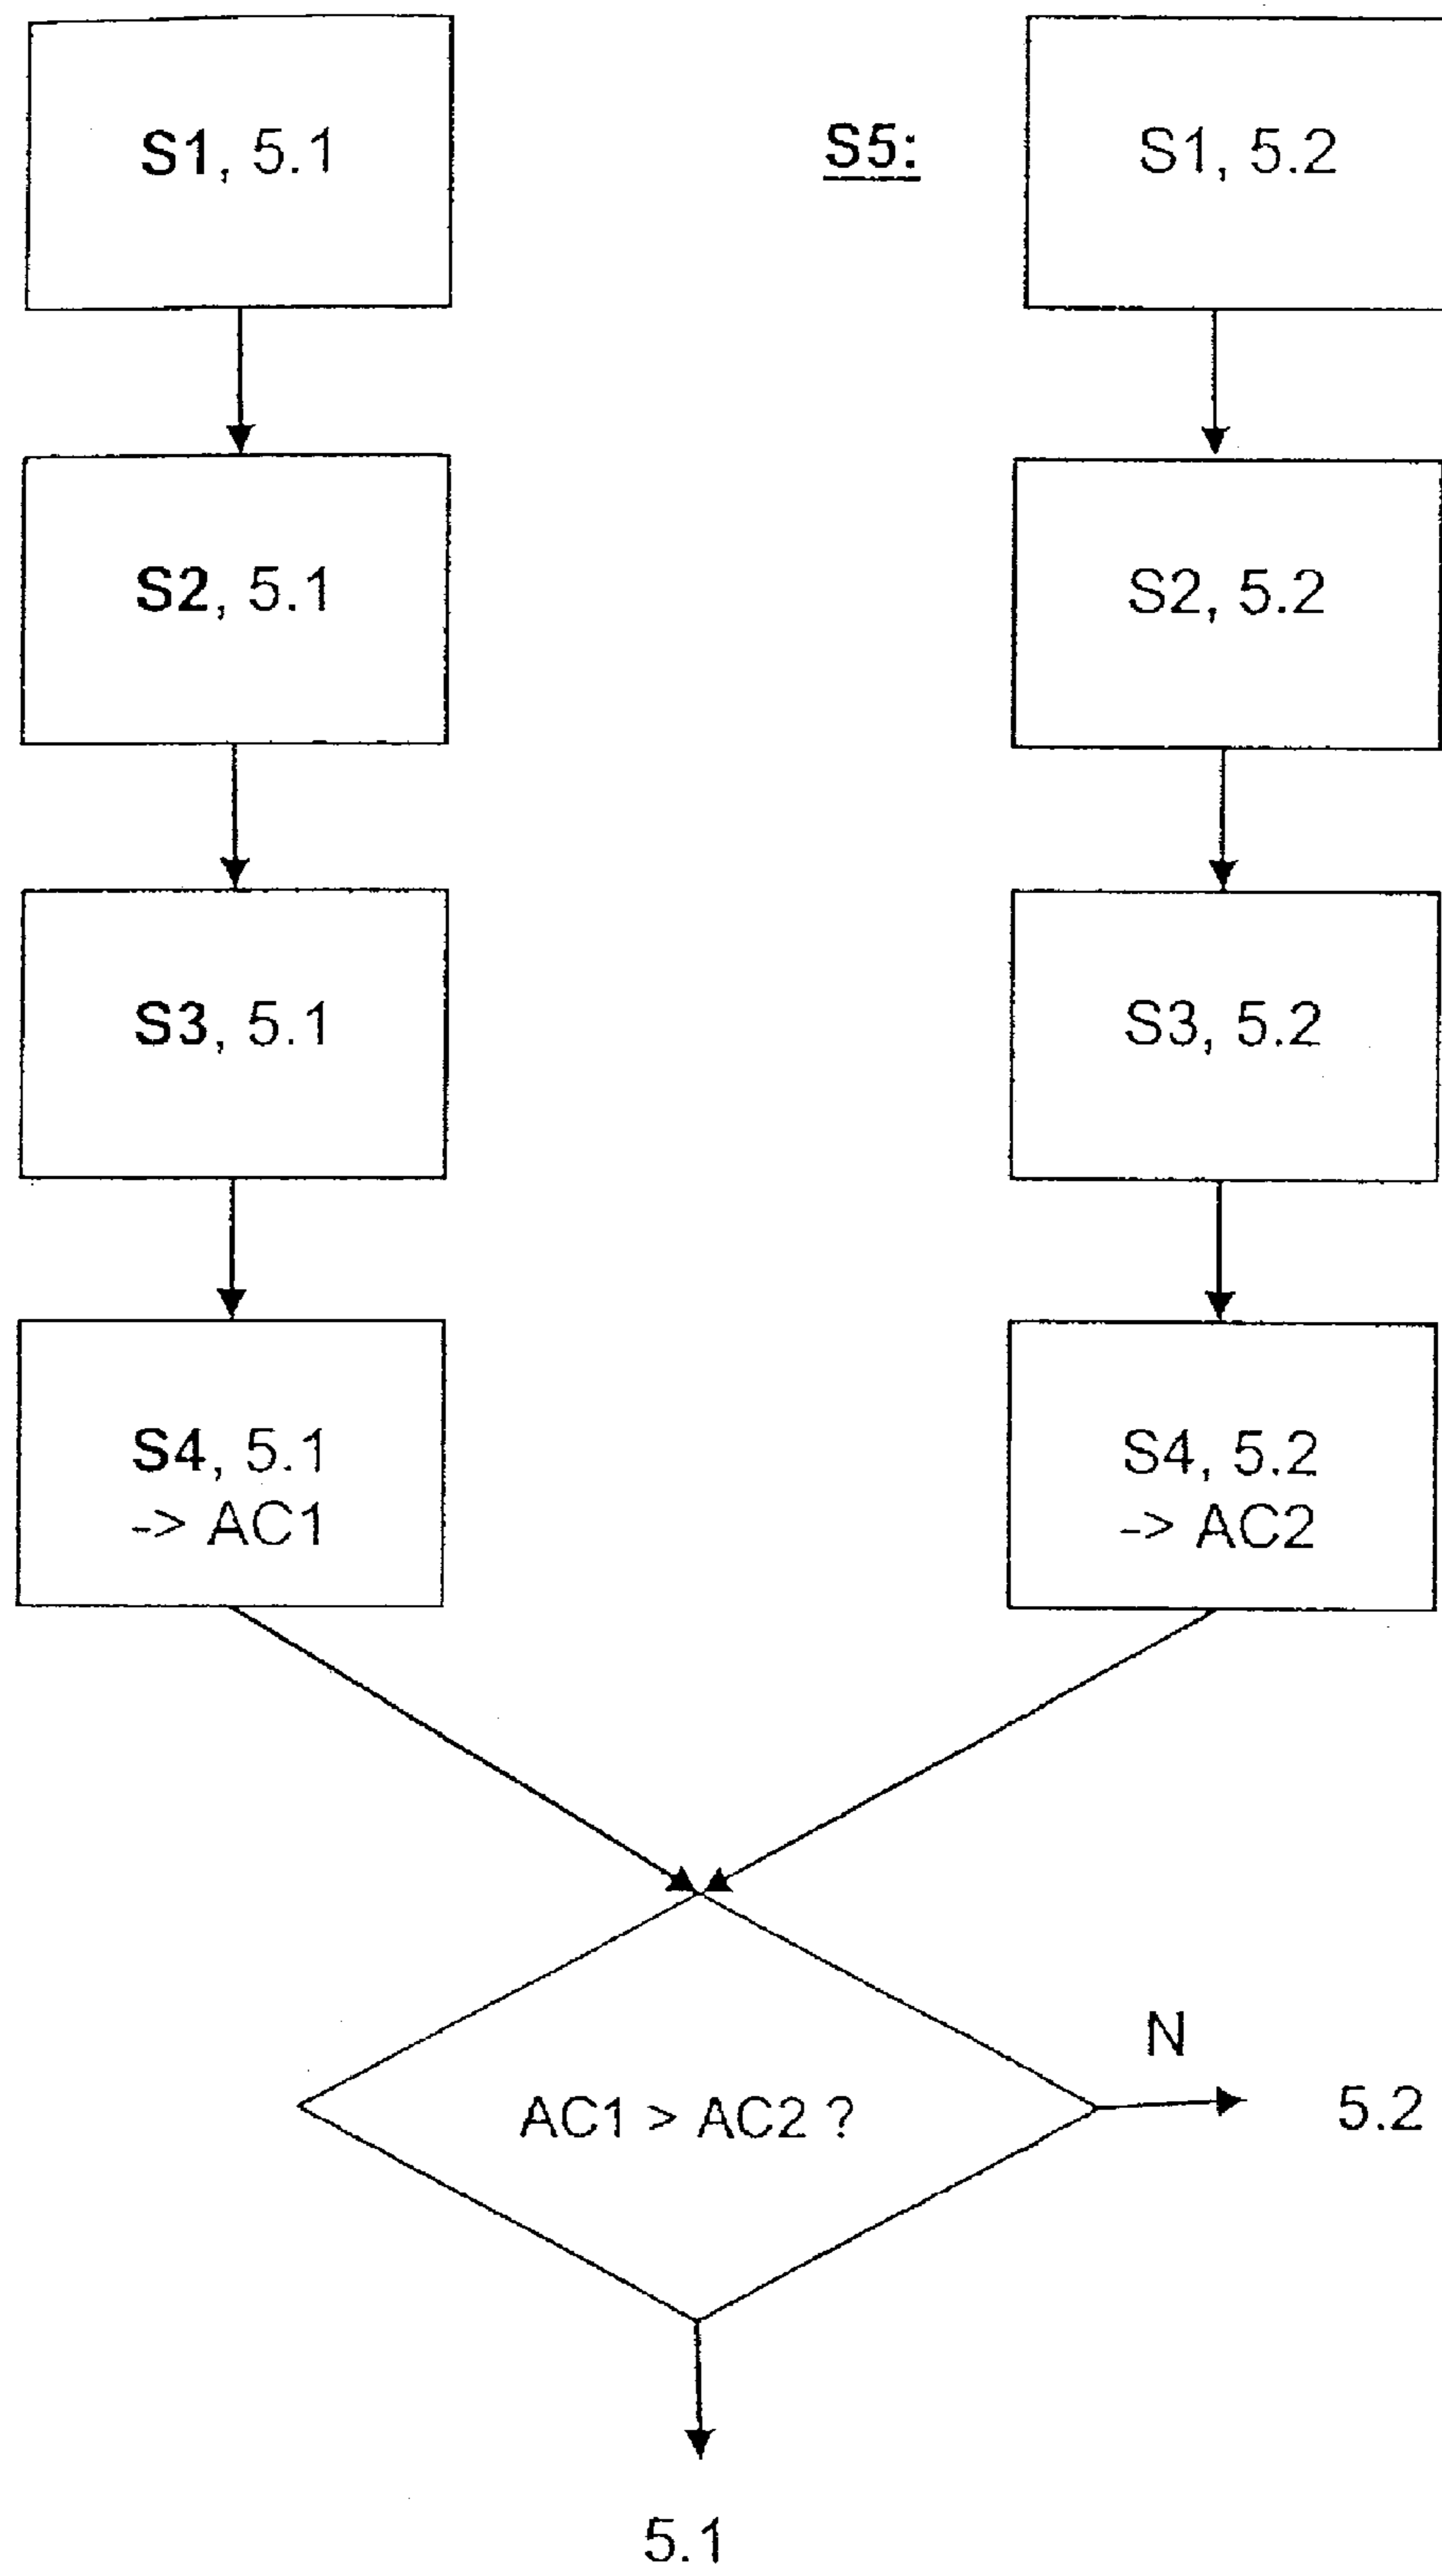 S1, 5.1
S5:
S1, 5.2
S2, 5.1
S2, 5.2
S3, 5.1
S3, 5.2
S4, 5.1
-> AC1
S4, 5.2
-> AC2
AC1 > AC2 ?
N
5.2
5.1